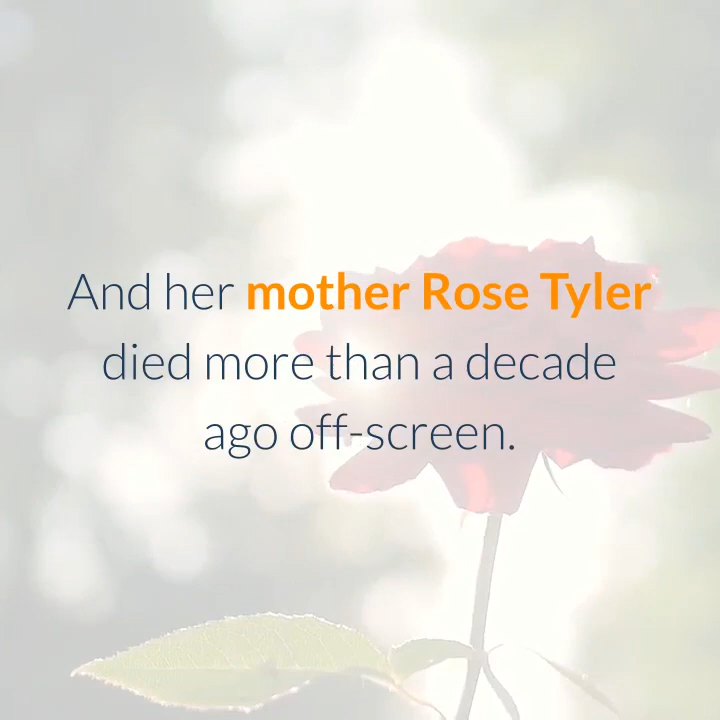 And her mother Rose Tyler
died more than a decade
ago off-screen.